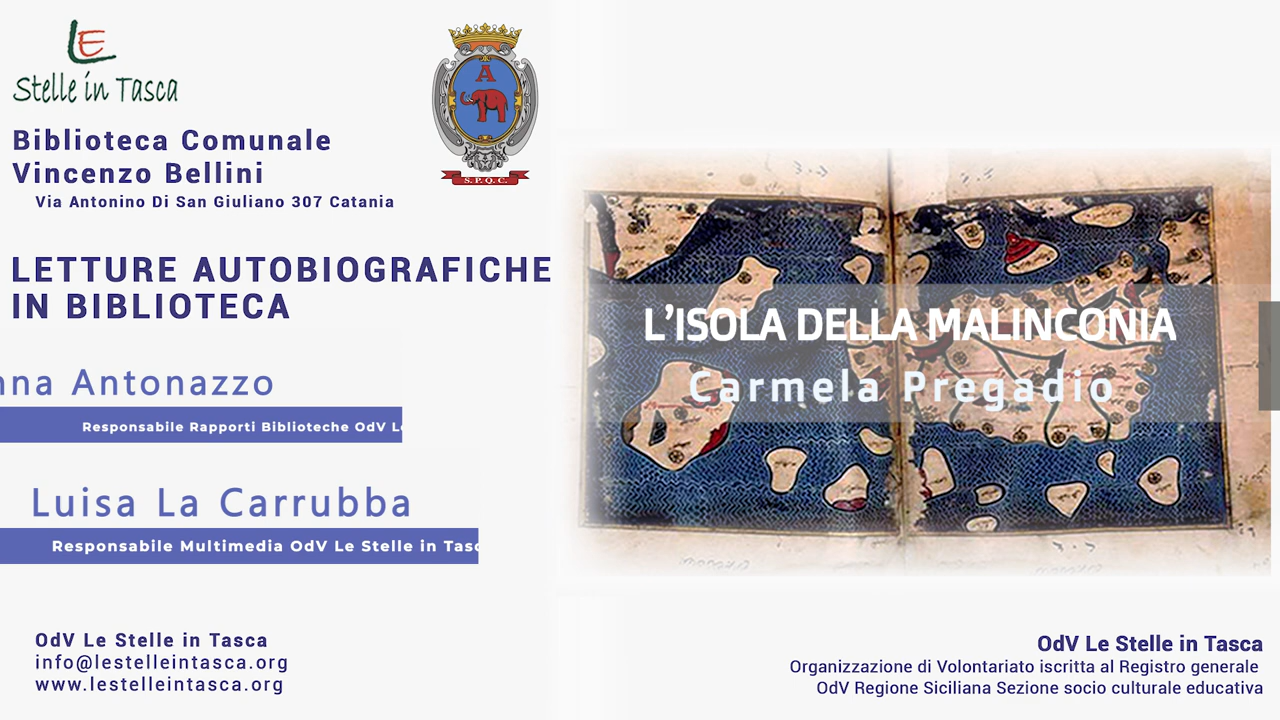 LE
Stelle in Tasca
A
S.P.Q.C.
Biblioteca Comunale
Vincenzo Bellini
Via Antonino Di San Giuliano 307 Catania
LETTURE AUTOBIOGRAFICHE
IN BIBLIOTECA
Antonazzo
Responsabile Rapporti Biblioteche OdV
Luisa La Carrubba
Responsabile Multimedia OdV Le Stelle in
OdV Le Stelle in Tasca
info@lestelleintasca.org
www.lestelleintasca.org
L'ISOLA DELLA MALINCONIA
Carmela Pregadio
OdV Le Stelle in Tasca
Organizzazione di Volontariato iscritta al Registro generale
OdV Regione Siciliana Sezione socio culturale educativa